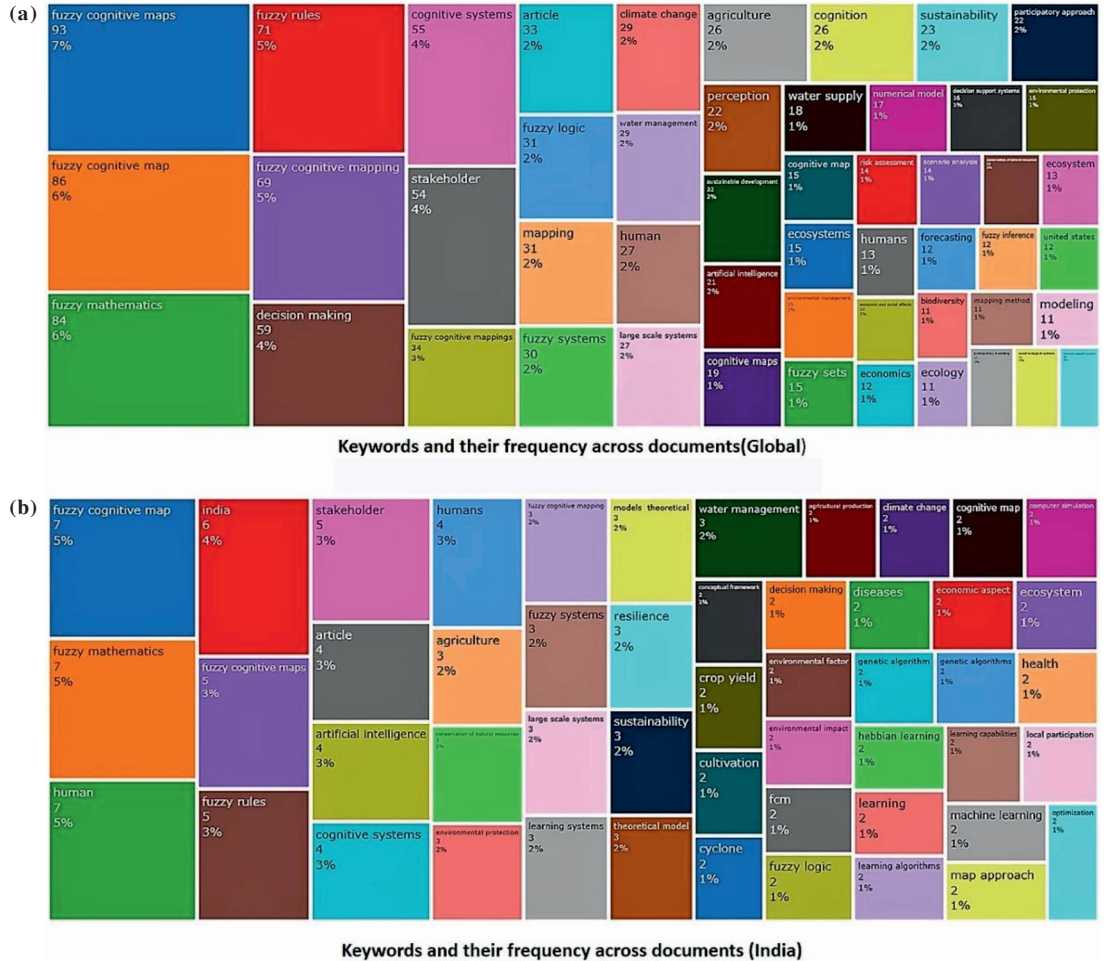 (a)
fuzzy cognitive maps
93
7%
fuzzy cognitive map
86
6%
fuzzy mathematics
84
6%
fuzzy rules
71
5%
fuzzy cognitive mapping
69
5%
decision making
59
4%
cognitive systems
55
4%
stakeholder
54
4%
fuzzy cognitive mappings
34
3%
article
33
2%
fuzzy logic
31
2%
mapping
31
2%
fuzzy systems
30
2%
climate change
29
2%
water management
29
2%
human
27
2%
large scale systems
27
2%
agriculture
26
2%
cognition
26
2%
sustainability
23
2%
participatory approach
22
2%
perception
22
2%
sustainable development
22
2%
artificial intelligence
21
2%
cognitive maps
19
1%
water supply
18
1%
numerical model
17
1%
decision support systems
16
1%
environmental protection
16
1%
cognitive map
15
1%
risk assessment
14
1%
scenario analysis
14
1%
ecosystem
13
1%
ecosystems
15
1%
humans
13
1%
forecasting
12
1%
fuzzy inference
12
1%
united states
12
1%
environmental management
15
1%
economic and social effects
12
1%
biodiversity
11
1%
mapping method
11
1%
modeling
11
1%
fuzzy sets
15
1%
economics
12
1%
ecology
11
1%
Keywords and their frequency across documents(Global)
(b)
fuzzy cognitive map
7
5%
fuzzy mathematics
7
5%
human
7
5%
india
6
4%
fuzzy cognitive maps
5
3%
fuzzy rules
5
3%
stakeholder
5
3%
article
4
3%
artificial intelligence
4
3%
cognitive systems
4
3%
humans
4
3%
agriculture
3
2%
conservation of natural resources
3
2%
environmental protection
3
2%
fuzzy cognitive mapping
3
2%
fuzzy systems
3
2%
large scale systems
3
2%
learning systems
3
2%
models theoretical
3
2%
resilience
3
2%
sustainability
3
2%
theoretical model
3
2%
water management
3
2%
agricultural production
2
1%
climate change
2
1%
cognitive map
2
1%
computer simulation
2
1%
conceptual framework
2
1%
decision making
2
1%
diseases
2
1%
economic aspect
2
1%
ecosystem
2
1%
crop yield
2
1%
environmental factor
2
1%
genetic algorithm
2
1%
genetic algorithms
2
1%
health
2
1%
cultivation
2
1%
environmental impact
2
1%
hebbian learning
2
1%
learning capabilities
2
1%
local participation
2
1%
fcm
2
1%
learning
2
1%
machine learning
2
1%
optimization
2
1%
cyclone
2
1%
fuzzy logic
2
1%
learning algorithms
2
1%
map approach
2
1%
Keywords and their frequency across documents (India)